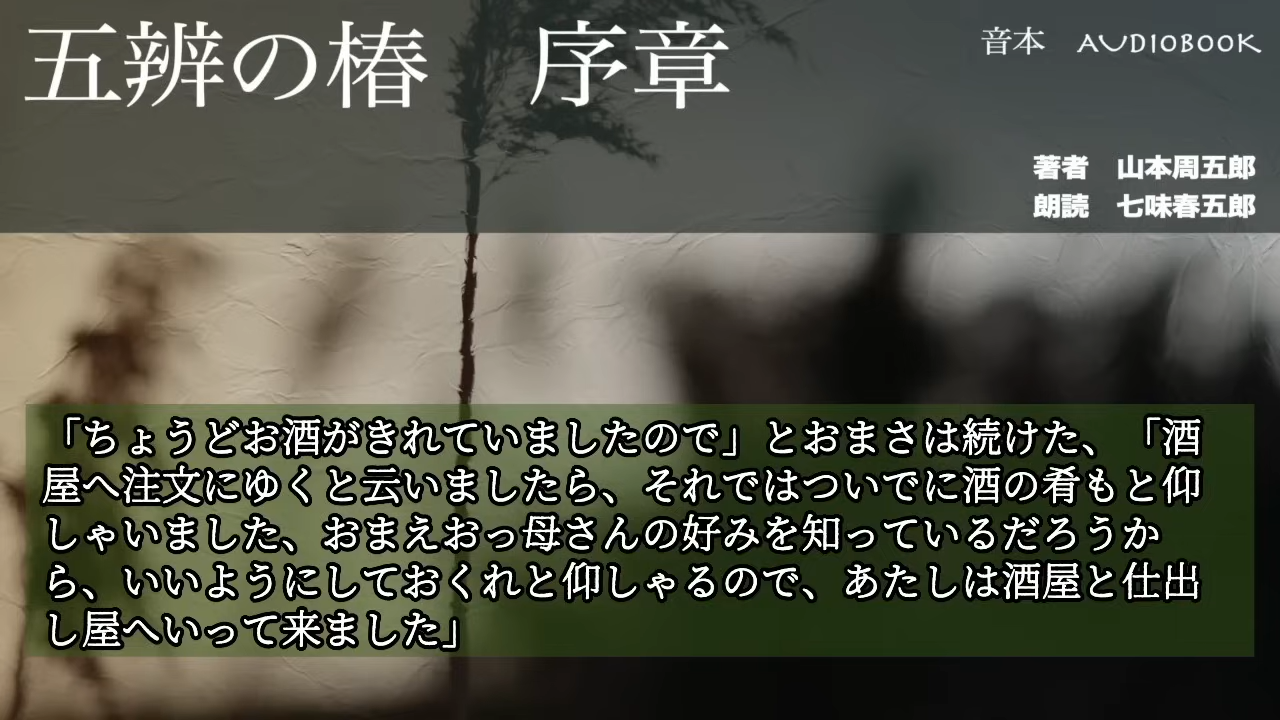 五辨の椿　序章
音本　AUDIOBOOK
著者　山本周五郎
朗読　七味春五郎
「ちょうどお酒がきれていましたので」とおまさは続けた、「酒
屋へ注文にゆくと云いましたら、それではついでに酒の肴もと仰
しゃいました、おまえおっ母さんの好みを知っているだろうか
ら、いいようにしておくれと仰しゃるので、あたしは酒屋と仕出
し屋へいって来ました」